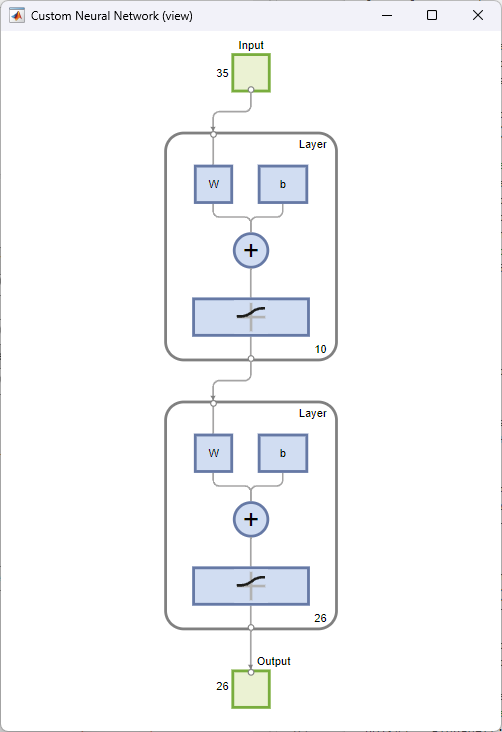 Custom Neural Network (view)
Input
35
Layer
W b
+
10
Layer
W b
+
26
Output
26